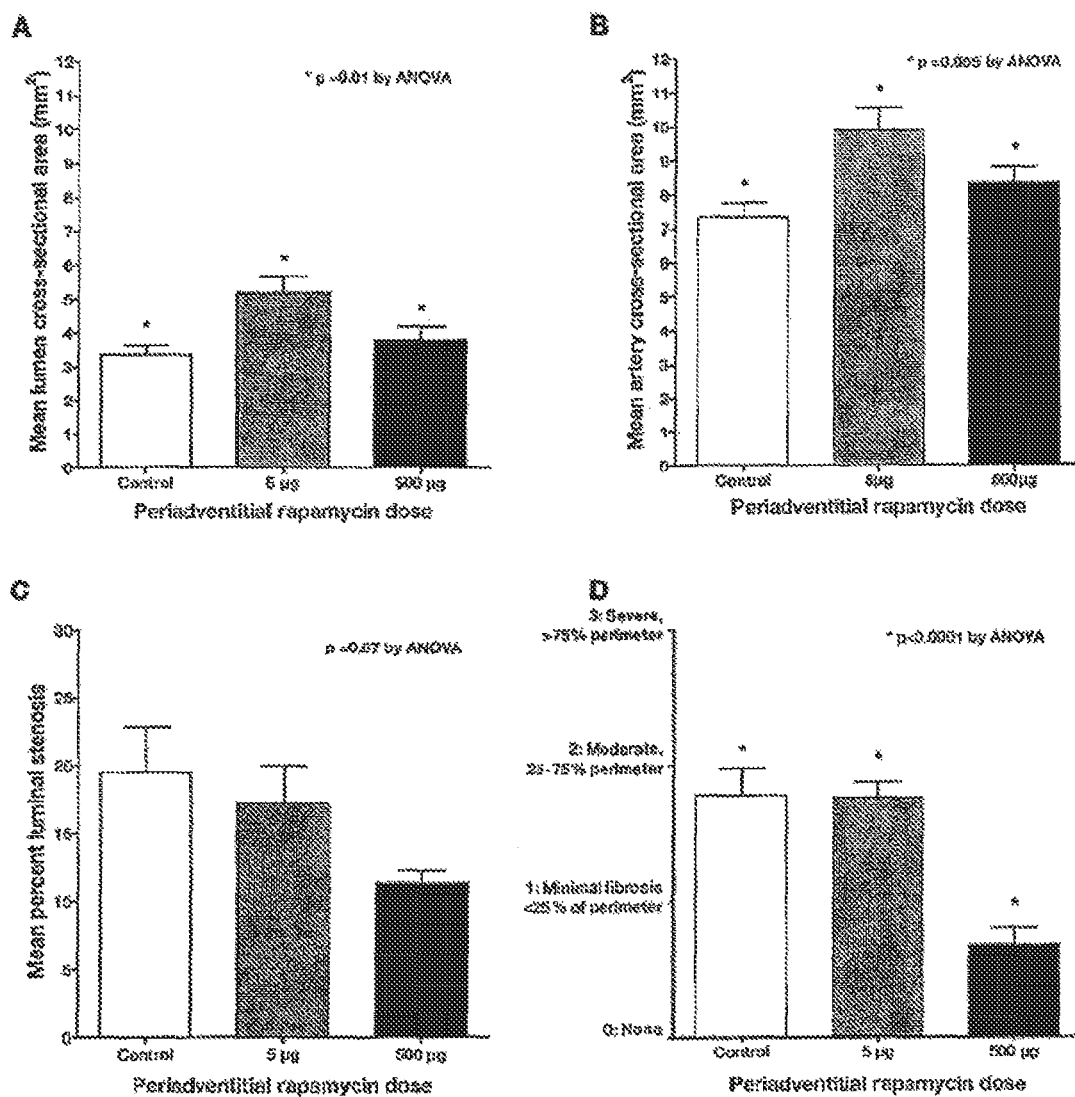 A
* p =0.01 by ANOVA
Mean lumen cross-sectional area (mm²)
12
11
10
9
8
7
6
5
4
3
2
1
0
Control
5 µg
500 µg
Periadventitial rapamycin dose
B
* p =0.005 by ANOVA
Mean artery cross-sectional area (mm²)
12
11
10
9
8
7
6
5
4
3
2
1
0
Control
5µg
500µg
Periadventitial rapamycin dose
C
p =0.07 by ANOVA
Mean percent luminal stenosis
30
25
20
15
10
5
0
Control
5 µg
500 µg
Periadventitial rapamycin dose
D
* p<0.0001 by ANOVA
3: Severe,
>75% perimeter
2: Moderate,
25-75% perimeter
1: Minimal fibrosis
<25% of perimeter
0: None
Control
5 µg
500 µg
Periadventitial rapamycin dose